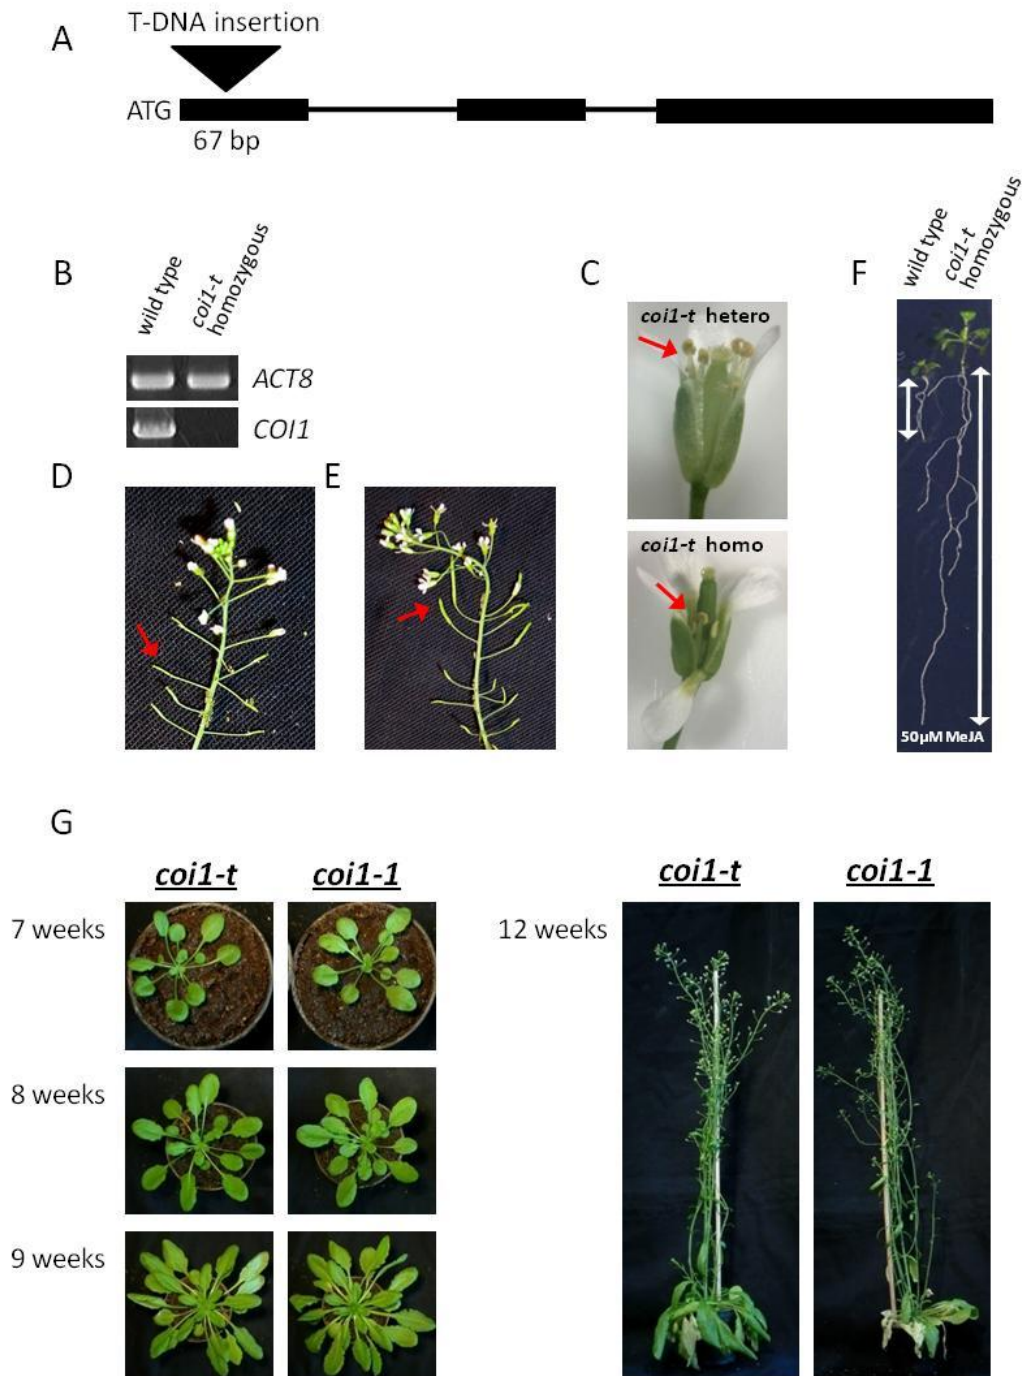 A
T-DNA insertion
ATG
67 bp
B
wild type
coi1-t
homozygous
ACT8
COI1
C
coi1-t hetero
coi1-t homo
D
E
F
wild type
coi1-t
homozygous
50µM MeJA
G
coi1-t
coi1-1
7 weeks
8 weeks
9 weeks
12 weeks
coi1-t
coi1-1